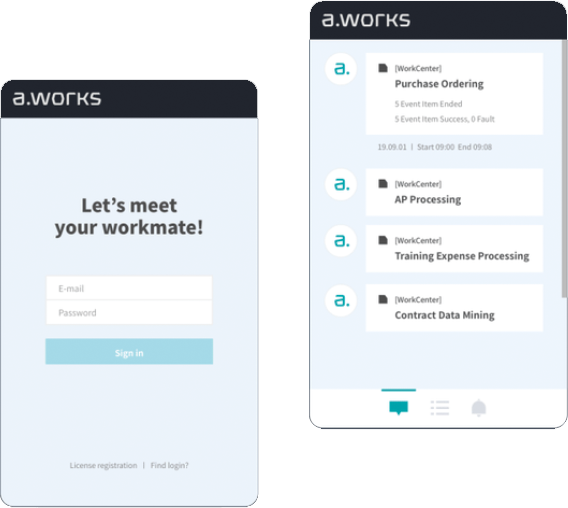 a.works
Let's meet
your workmate!
E-mail
Password
Sign in
License registration | Find login?
a.works
a.
[WorkCenter]
Purchase Ordering
5 Event Item Ended
5 Event Item Success, 0 Fault
19.09.01 | Start 09:00 End 09:08
a.
[WorkCenter]
AP Processing
a.
[WorkCenter]
Training Expense Processing
a.
[WorkCenter]
Contract Data Mining